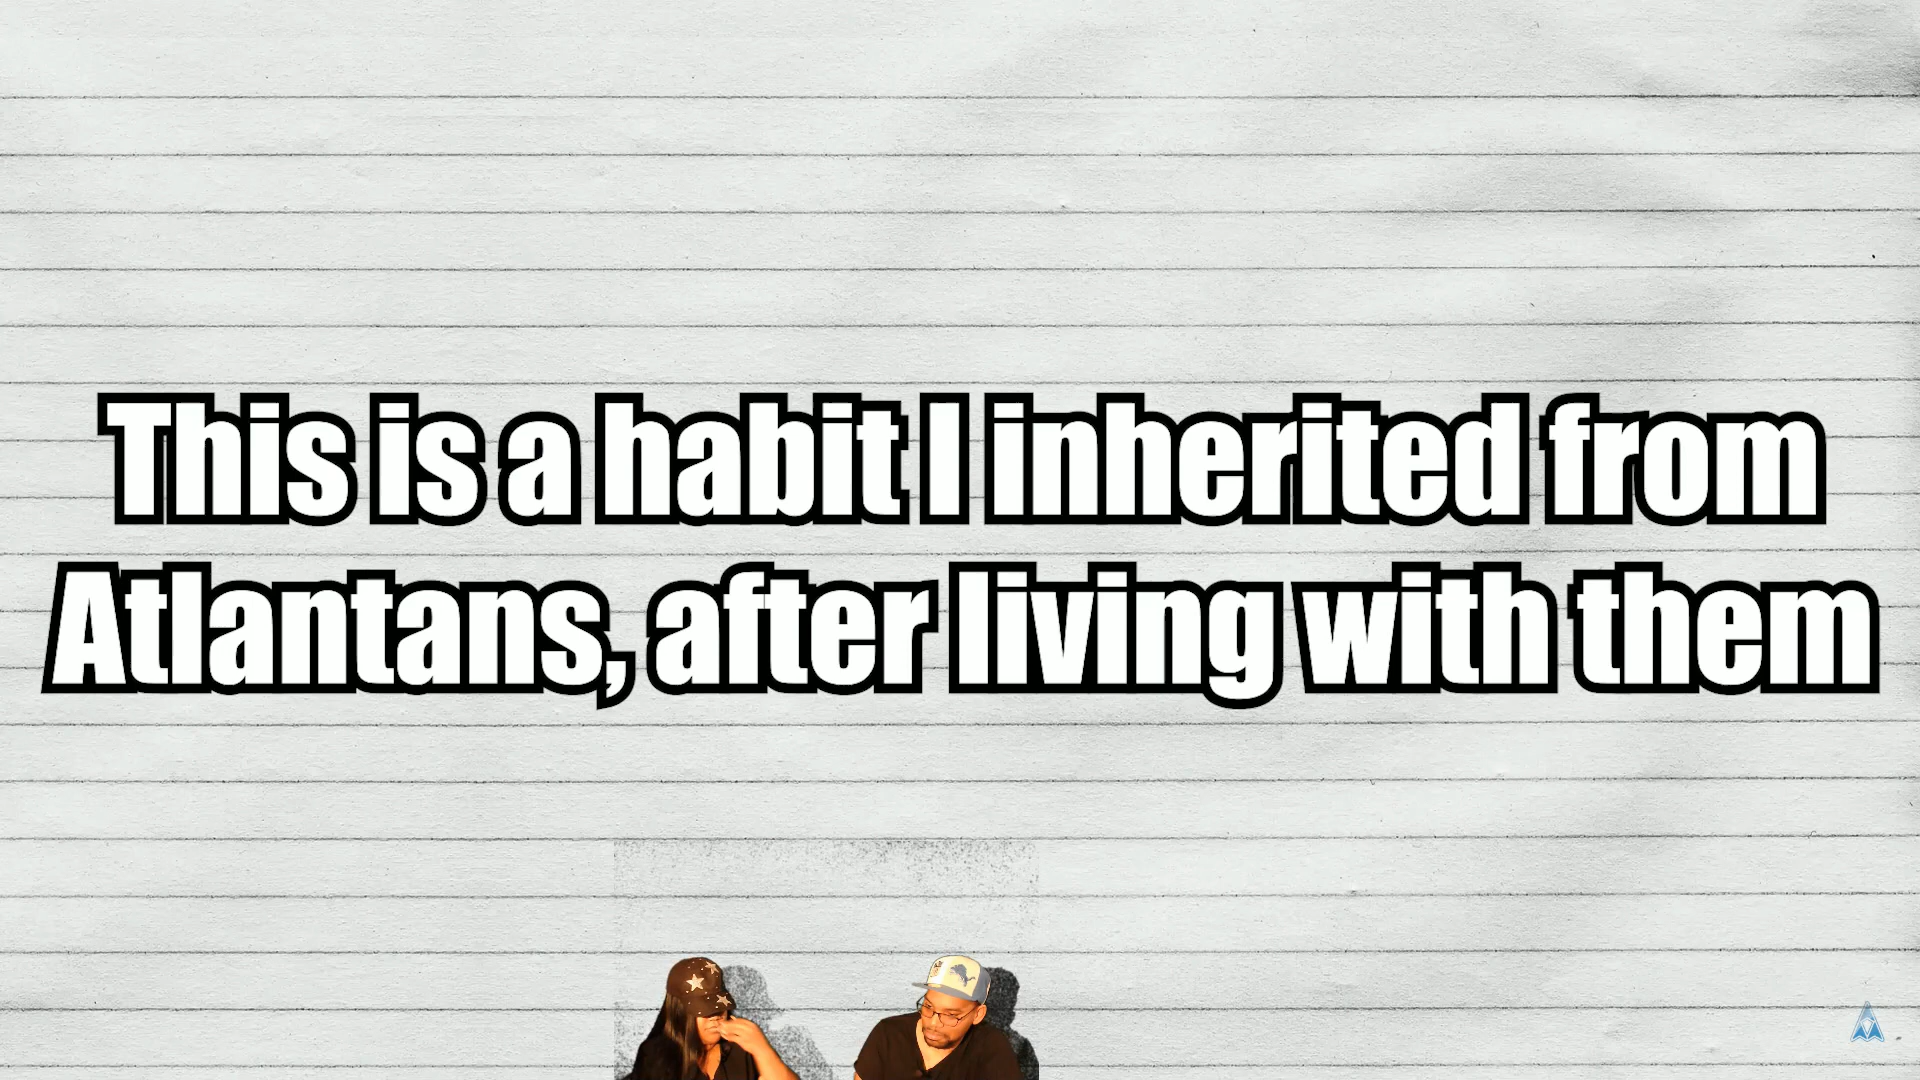 This is a habit I inherited from
Atlantans, after living with them